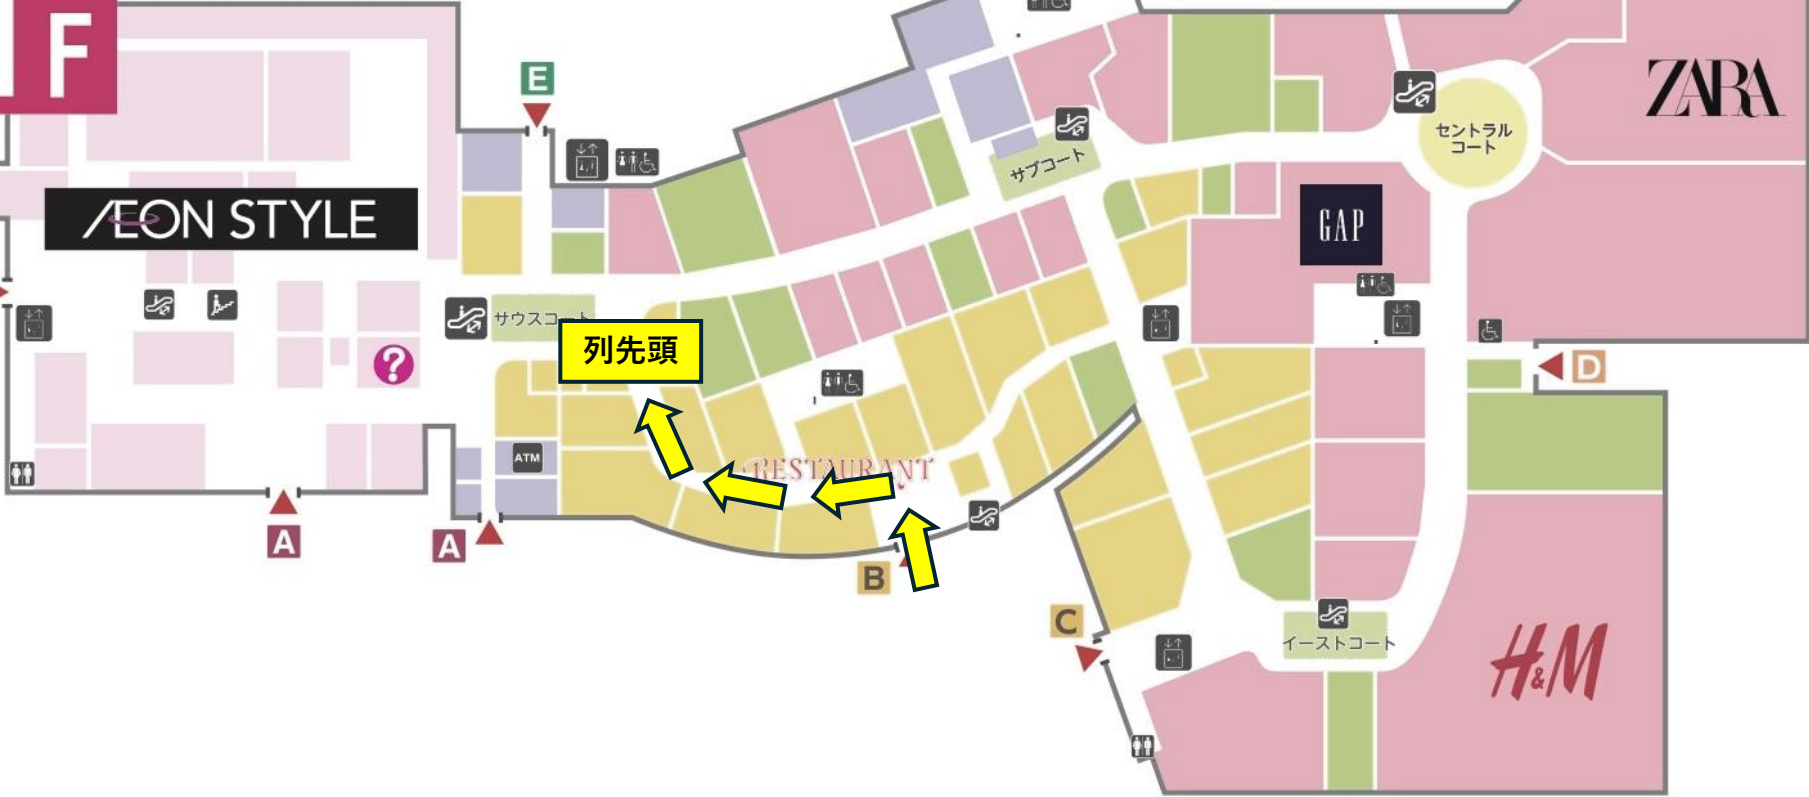 F
ÆON STYLE
E
サブコート
セントラル
コート
ZARA
GAP
サウスコート
列先頭
?
D
ATM
RESTAURANT
A
A
B
C
イーストコート
H&M